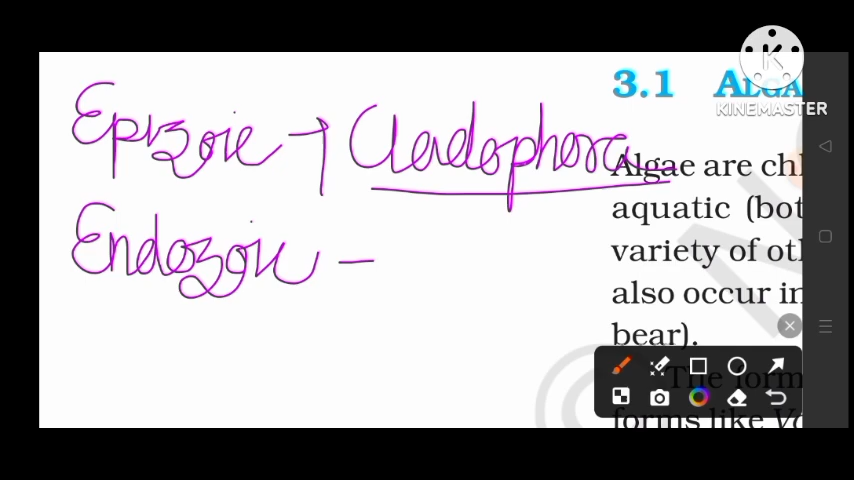 3.1 ALGA
KINEMASTER
Epizoic → Cladophora
Endozoic –
Algae are chl
aquatic (bot
variety of otl
also occur in
bear).
The form
forms like Vo